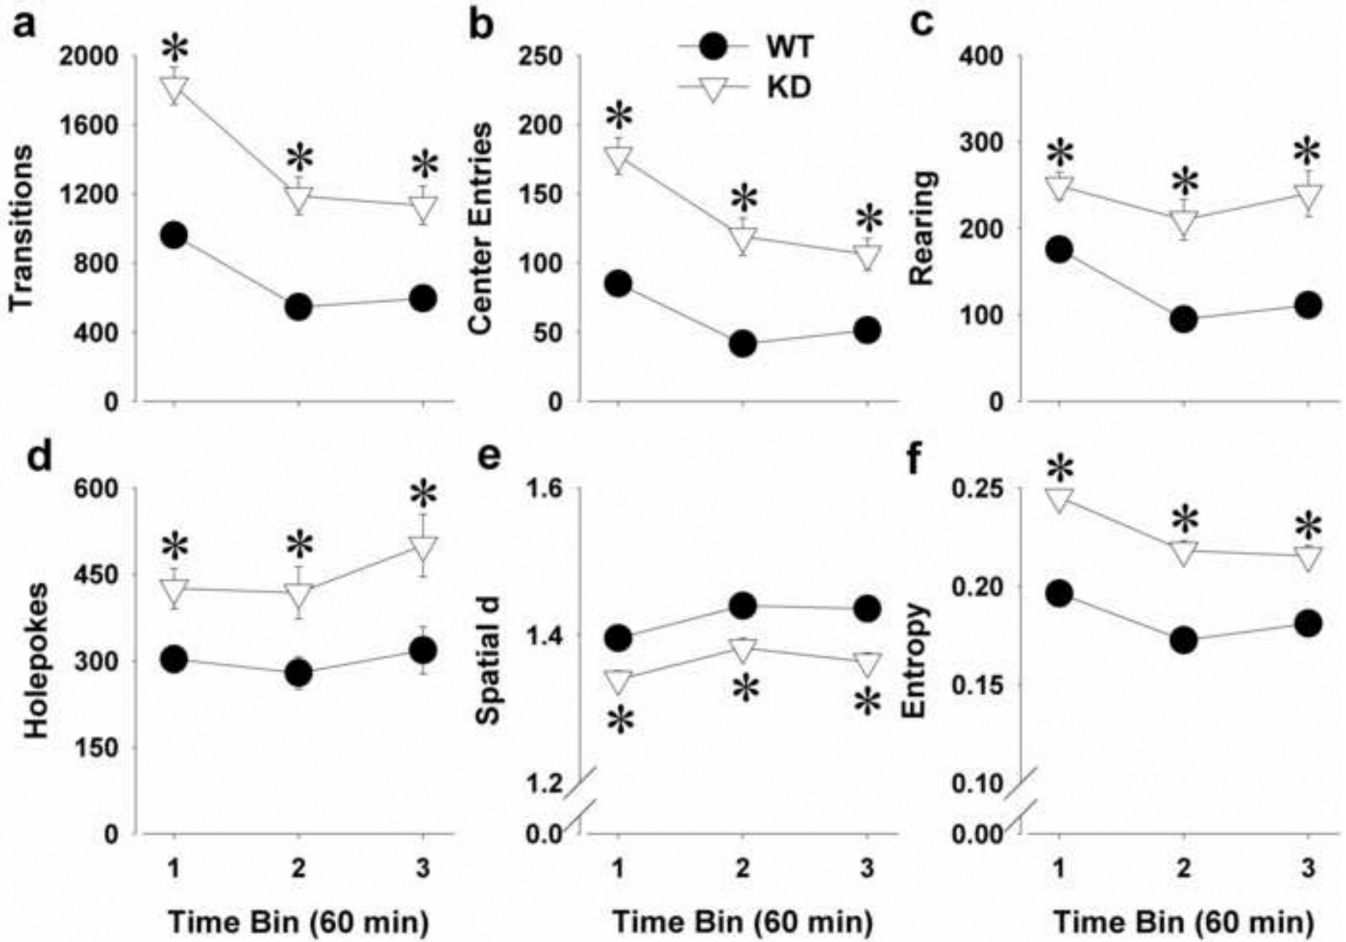 a
Transitions
2000
1600
1200
800
400
0
*
*
*
b
Center Entries
250
200
150
100
50
0
WT
KD
*
*
*
c
Rearing
400
300
200
100
0
*
*
*
d
Holepokes
600
450
300
150
0
*
*
*
1 2 3
Time Bin (60 min)
e
Spatial d
1.6
1.4
1.2
0.0
*
*
*
1 2 3
Time Bin (60 min)
f
Entropy
0.25
0.20
0.15
0.10
0.00
*
*
*
1 2 3
Time Bin (60 min)